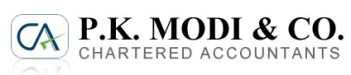 CA P.K. MODI & CO.
CHARTERED ACCOUNTANTS